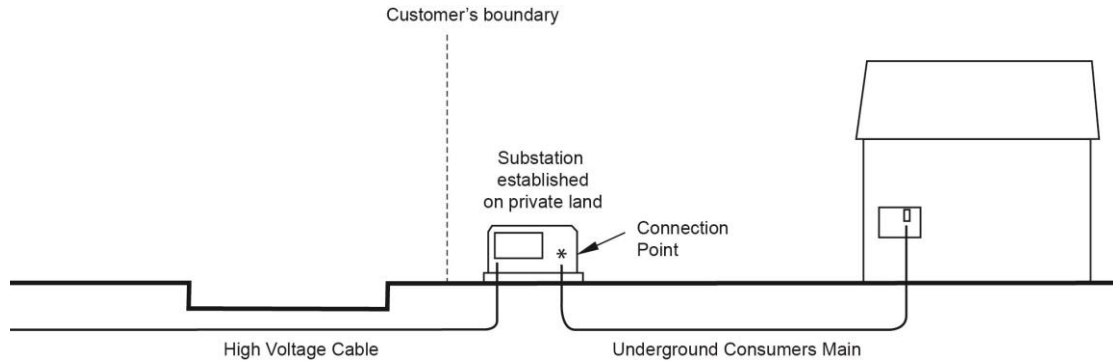 Customer’s boundary
Substation
established
on private land
Connection
Point
*
High Voltage Cable
Underground Consumers Main